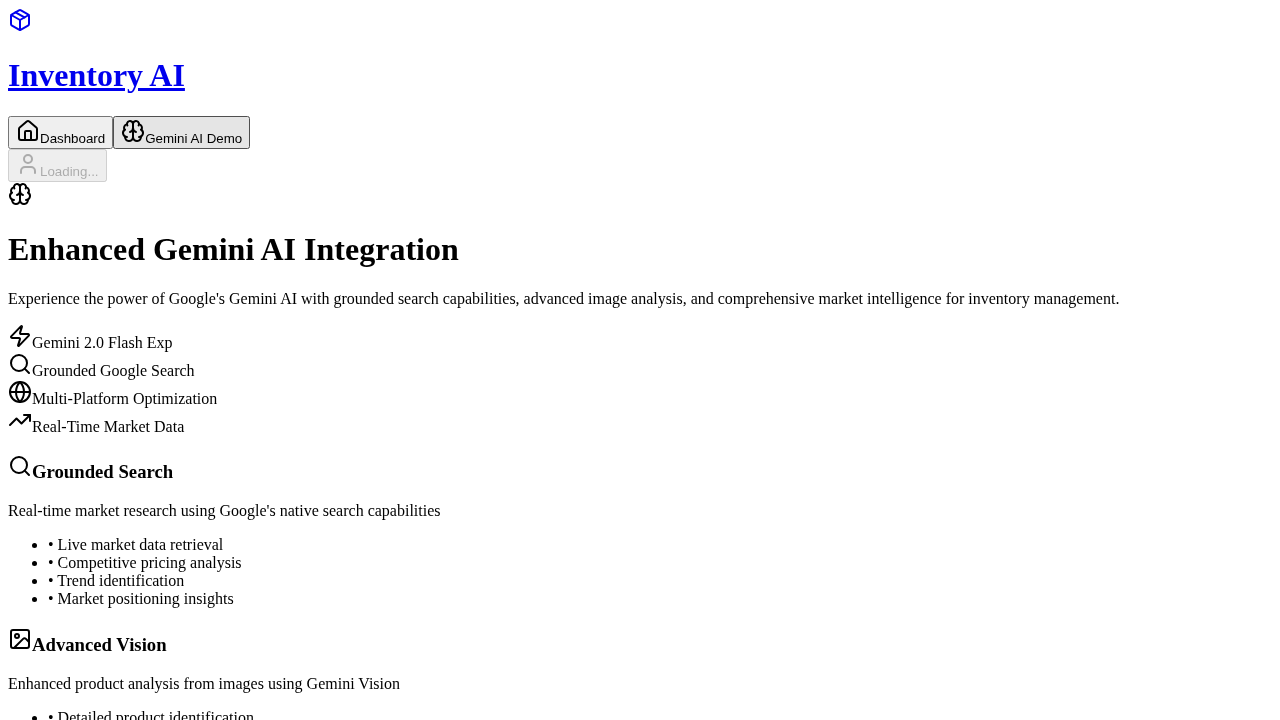 Inventory AI
Dashboard Gemini AI Demo
Loading...
Enhanced Gemini AI Integration
Experience the power of Google's Gemini AI with grounded search capabilities, advanced image analysis, and comprehensive market intelligence for inventory management.
Gemini 2.0 Flash Exp
Grounded Google Search
Multi-Platform Optimization
Real-Time Market Data
Grounded Search
Real-time market research using Google's native search capabilities
• • Live market data retrieval
• • Competitive pricing analysis
• • Trend identification
• • Market positioning insights
Advanced Vision
Enhanced product analysis from images using Gemini Vision
• • Detailed product identification